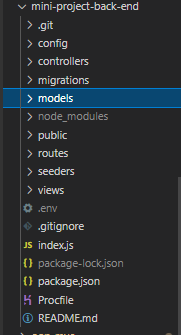 mini-project-back-end
.git
config
controllers
migrations
models
node_modules
public
routes
seeders
views
.env
.gitignore
JS index.js
{} package-lock.json
{} package.json
Procfile
README.md